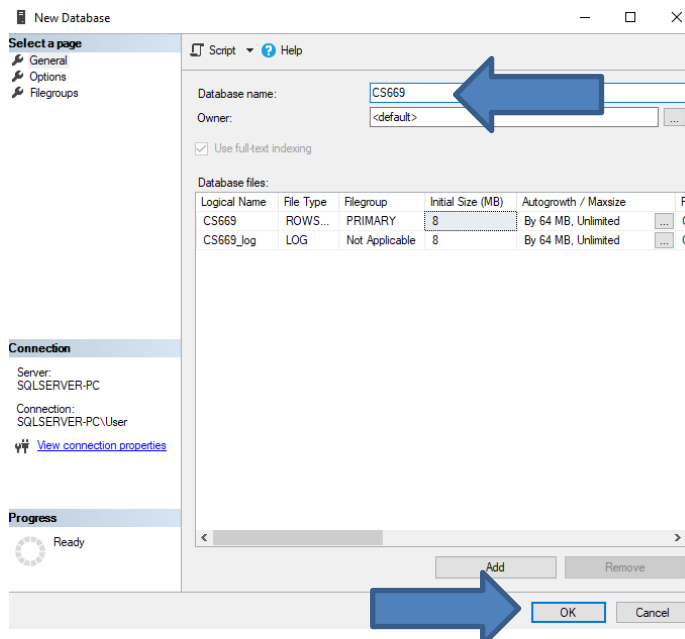 New Database
Select a page
General
Options
Filegroups
Script Help
Database name: CS669
Owner: <default> ...
Use full-text indexing
Database files:
Logical Name File Type Filegroup Initial Size (MB) Autogrowth / Maxsize
CS669 ROWS... PRIMARY 8 By 64 MB, Unlimited ...
CS669_log LOG Not Applicable 8 By 64 MB, Unlimited ...
Connection
Server:
SQLSERVER-PC
Connection:
SQLSERVER-PC\User
View connection properties
Progress
Ready
Add Remove
OK Cancel